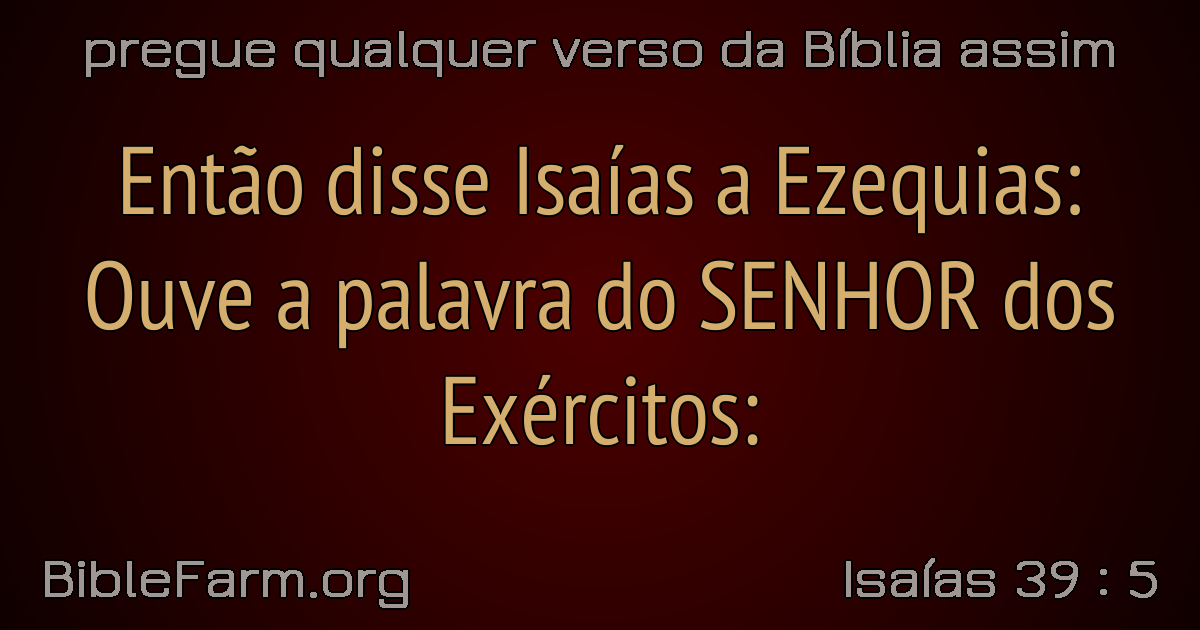 pregue qualquer verso da Bíblia assim
Então disse Isaías a Ezequias:
Ouve a palavra do SENHOR dos
Exércitos:
BibleFarm.org
Isaías 39 : 5